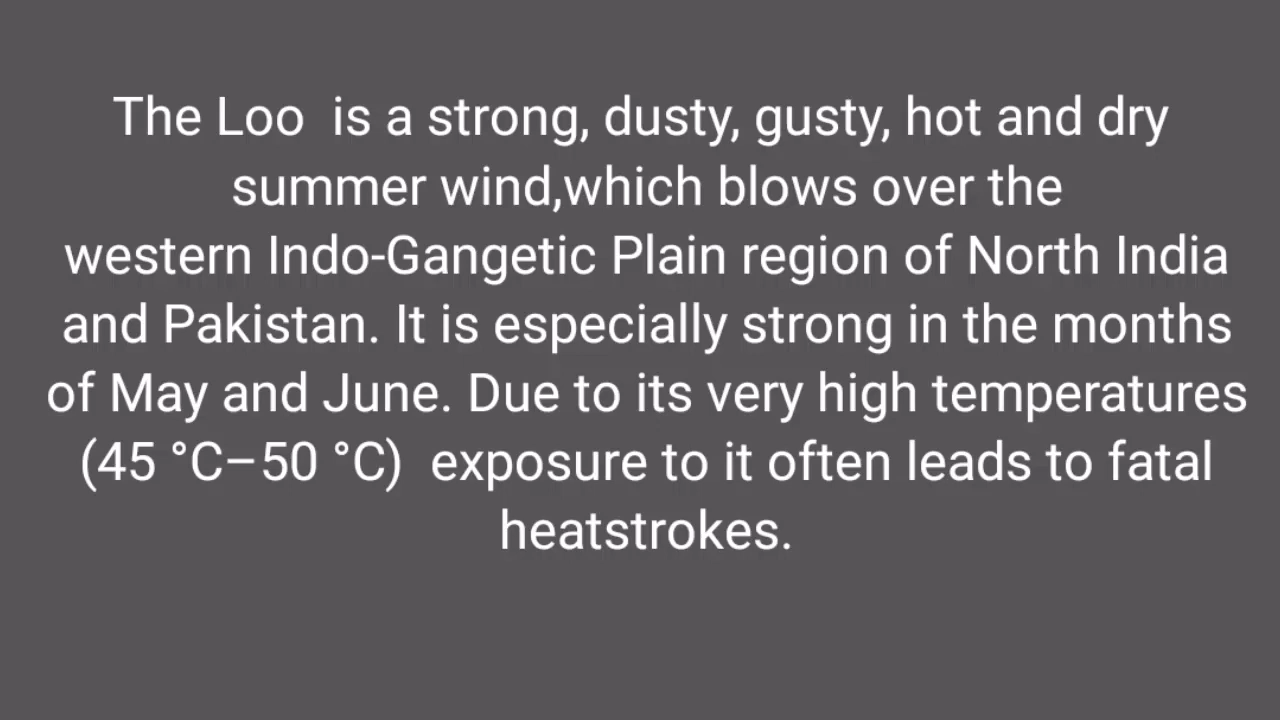 The Loo  is a strong, dusty, gusty, hot and dry
summer wind,which blows over the
western Indo-Gangetic Plain region of North India
and Pakistan. It is especially strong in the months
of May and June. Due to its very high temperatures
(45 °C–50 °C)  exposure to it often leads to fatal
heatstrokes.